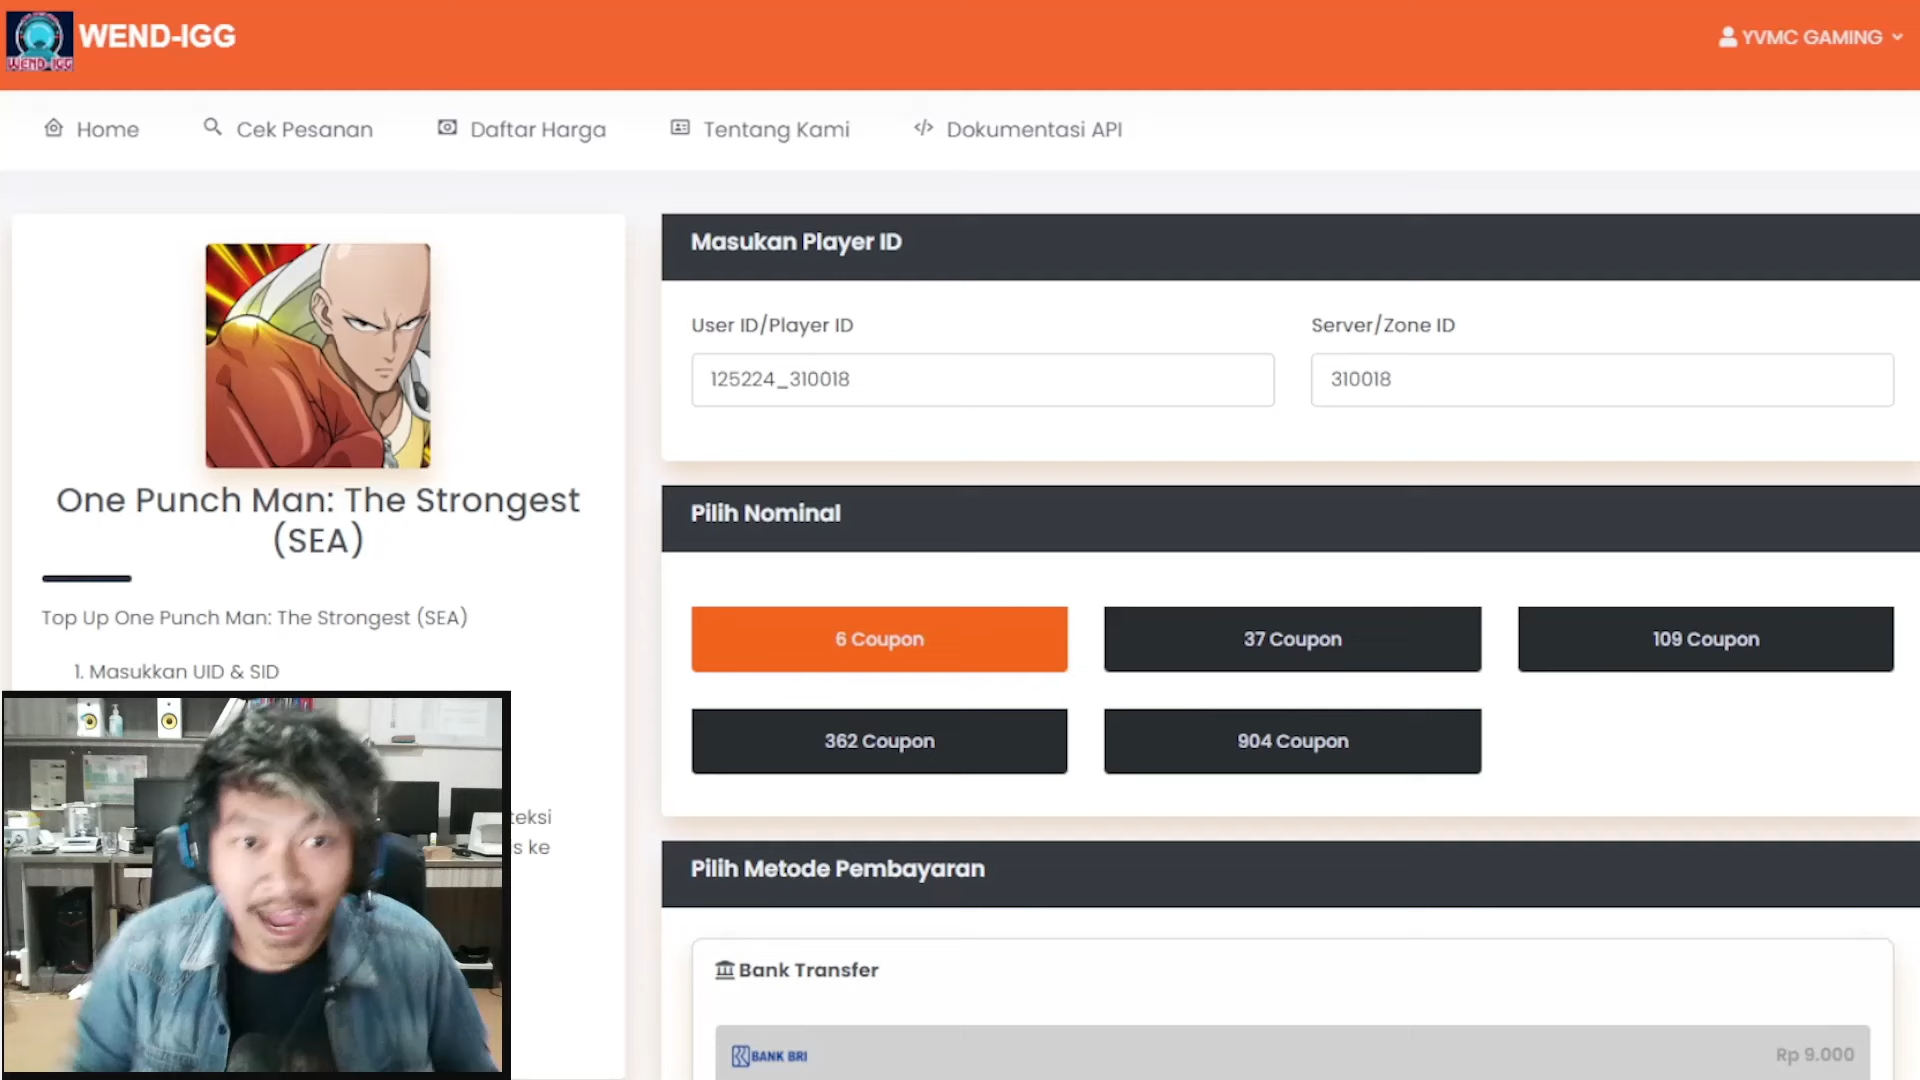 WEND-IGG
WEND-IGG
YVMC GAMING
Home
Cek Pesanan
Daftar Harga
Tentang Kami
Dokumentasi API
One Punch Man: The Strongest
(SEA)
Top Up One Punch Man: The Strongest (SEA)
1. Masukkan UID & SID
teksi
s ke
Masukan Player ID
User ID/Player ID
Server/Zone ID
125224_310018
310018
Pilih Nominal
6 Coupon
37 Coupon
109 Coupon
362 Coupon
904 Coupon
Pilih Metode Pembayaran
Bank Transfer
BANK BRI
Rp 9.000